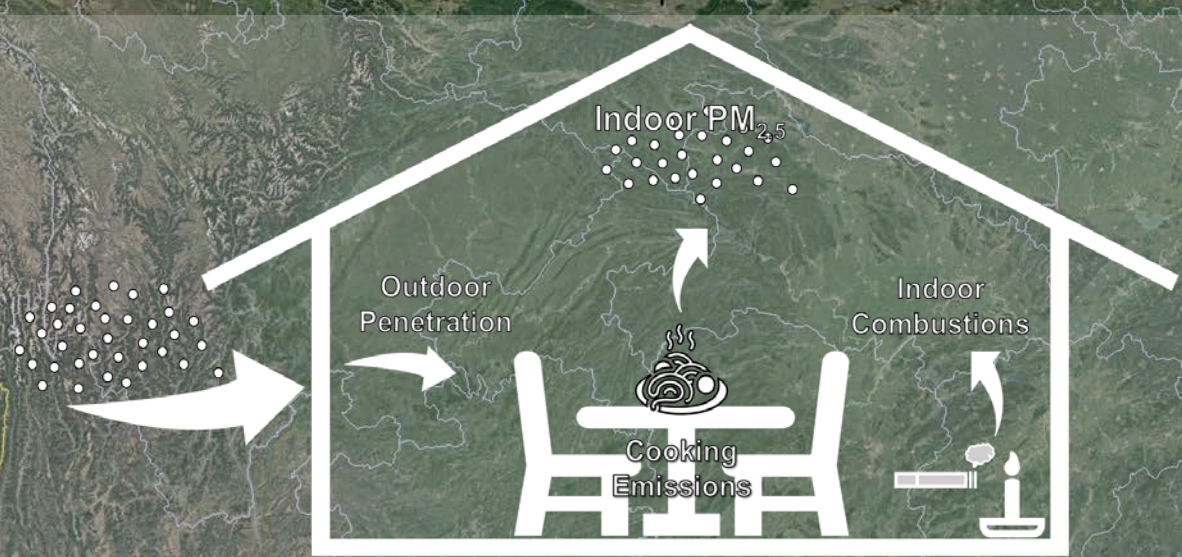 Indoor PM2.5
Outdoor
Penetration
Indoor
Combustions
Cooking
Emissions